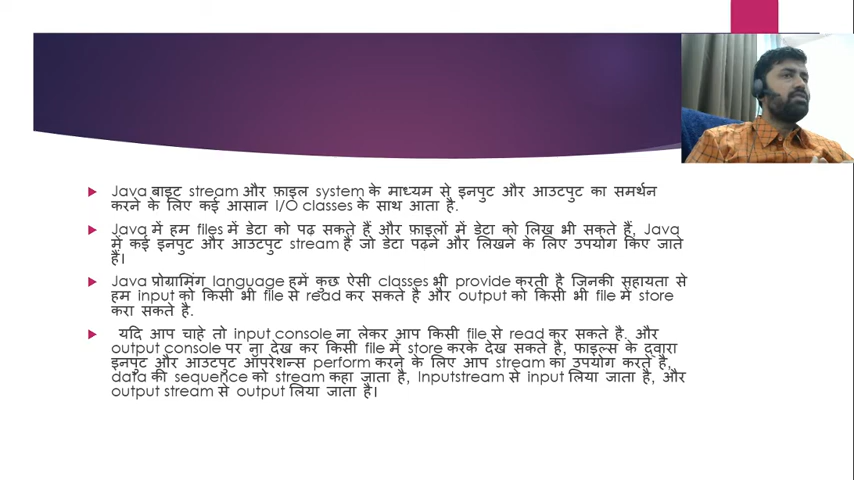 Java बाइट stream और फ़ाइल system के माध्यम से इनपुट और आउटपुट का समर्थन
करने के लिए कई आसान I/O classes के साथ आता है.
Java में हम files में डेटा को पढ़ सकते हैं और फ़ाइलों में डेटा को लिख भी सकते हैं, Java
में कई इनपुट और आउटपुट stream हैं जो डेटा पढ़ने और लिखने के लिए उपयोग किए जाते
हैं।
Java प्रोग्रामिंग language हमें कुछ ऐसी classes भी provide करती है जिनकी सहायता से
हम input को किसी भी file से read कर सकते है और output को किसी भी file में store
करा सकते है.
यदि आप चाहे तो input console ना लेकर आप किसी file से read कर सकते है. और
output console पर ना देख कर किसी file में store करके देख सकते है, फाइल्स के द्वारा
इनपुट और आउटपुट ऑपरेशन्स perform करने के लिए आप stream का उपयोग करते है,
data की sequence को stream कहा जाता है, Inputstream से input लिया जाता है, और
output stream से output लिया जाता है।